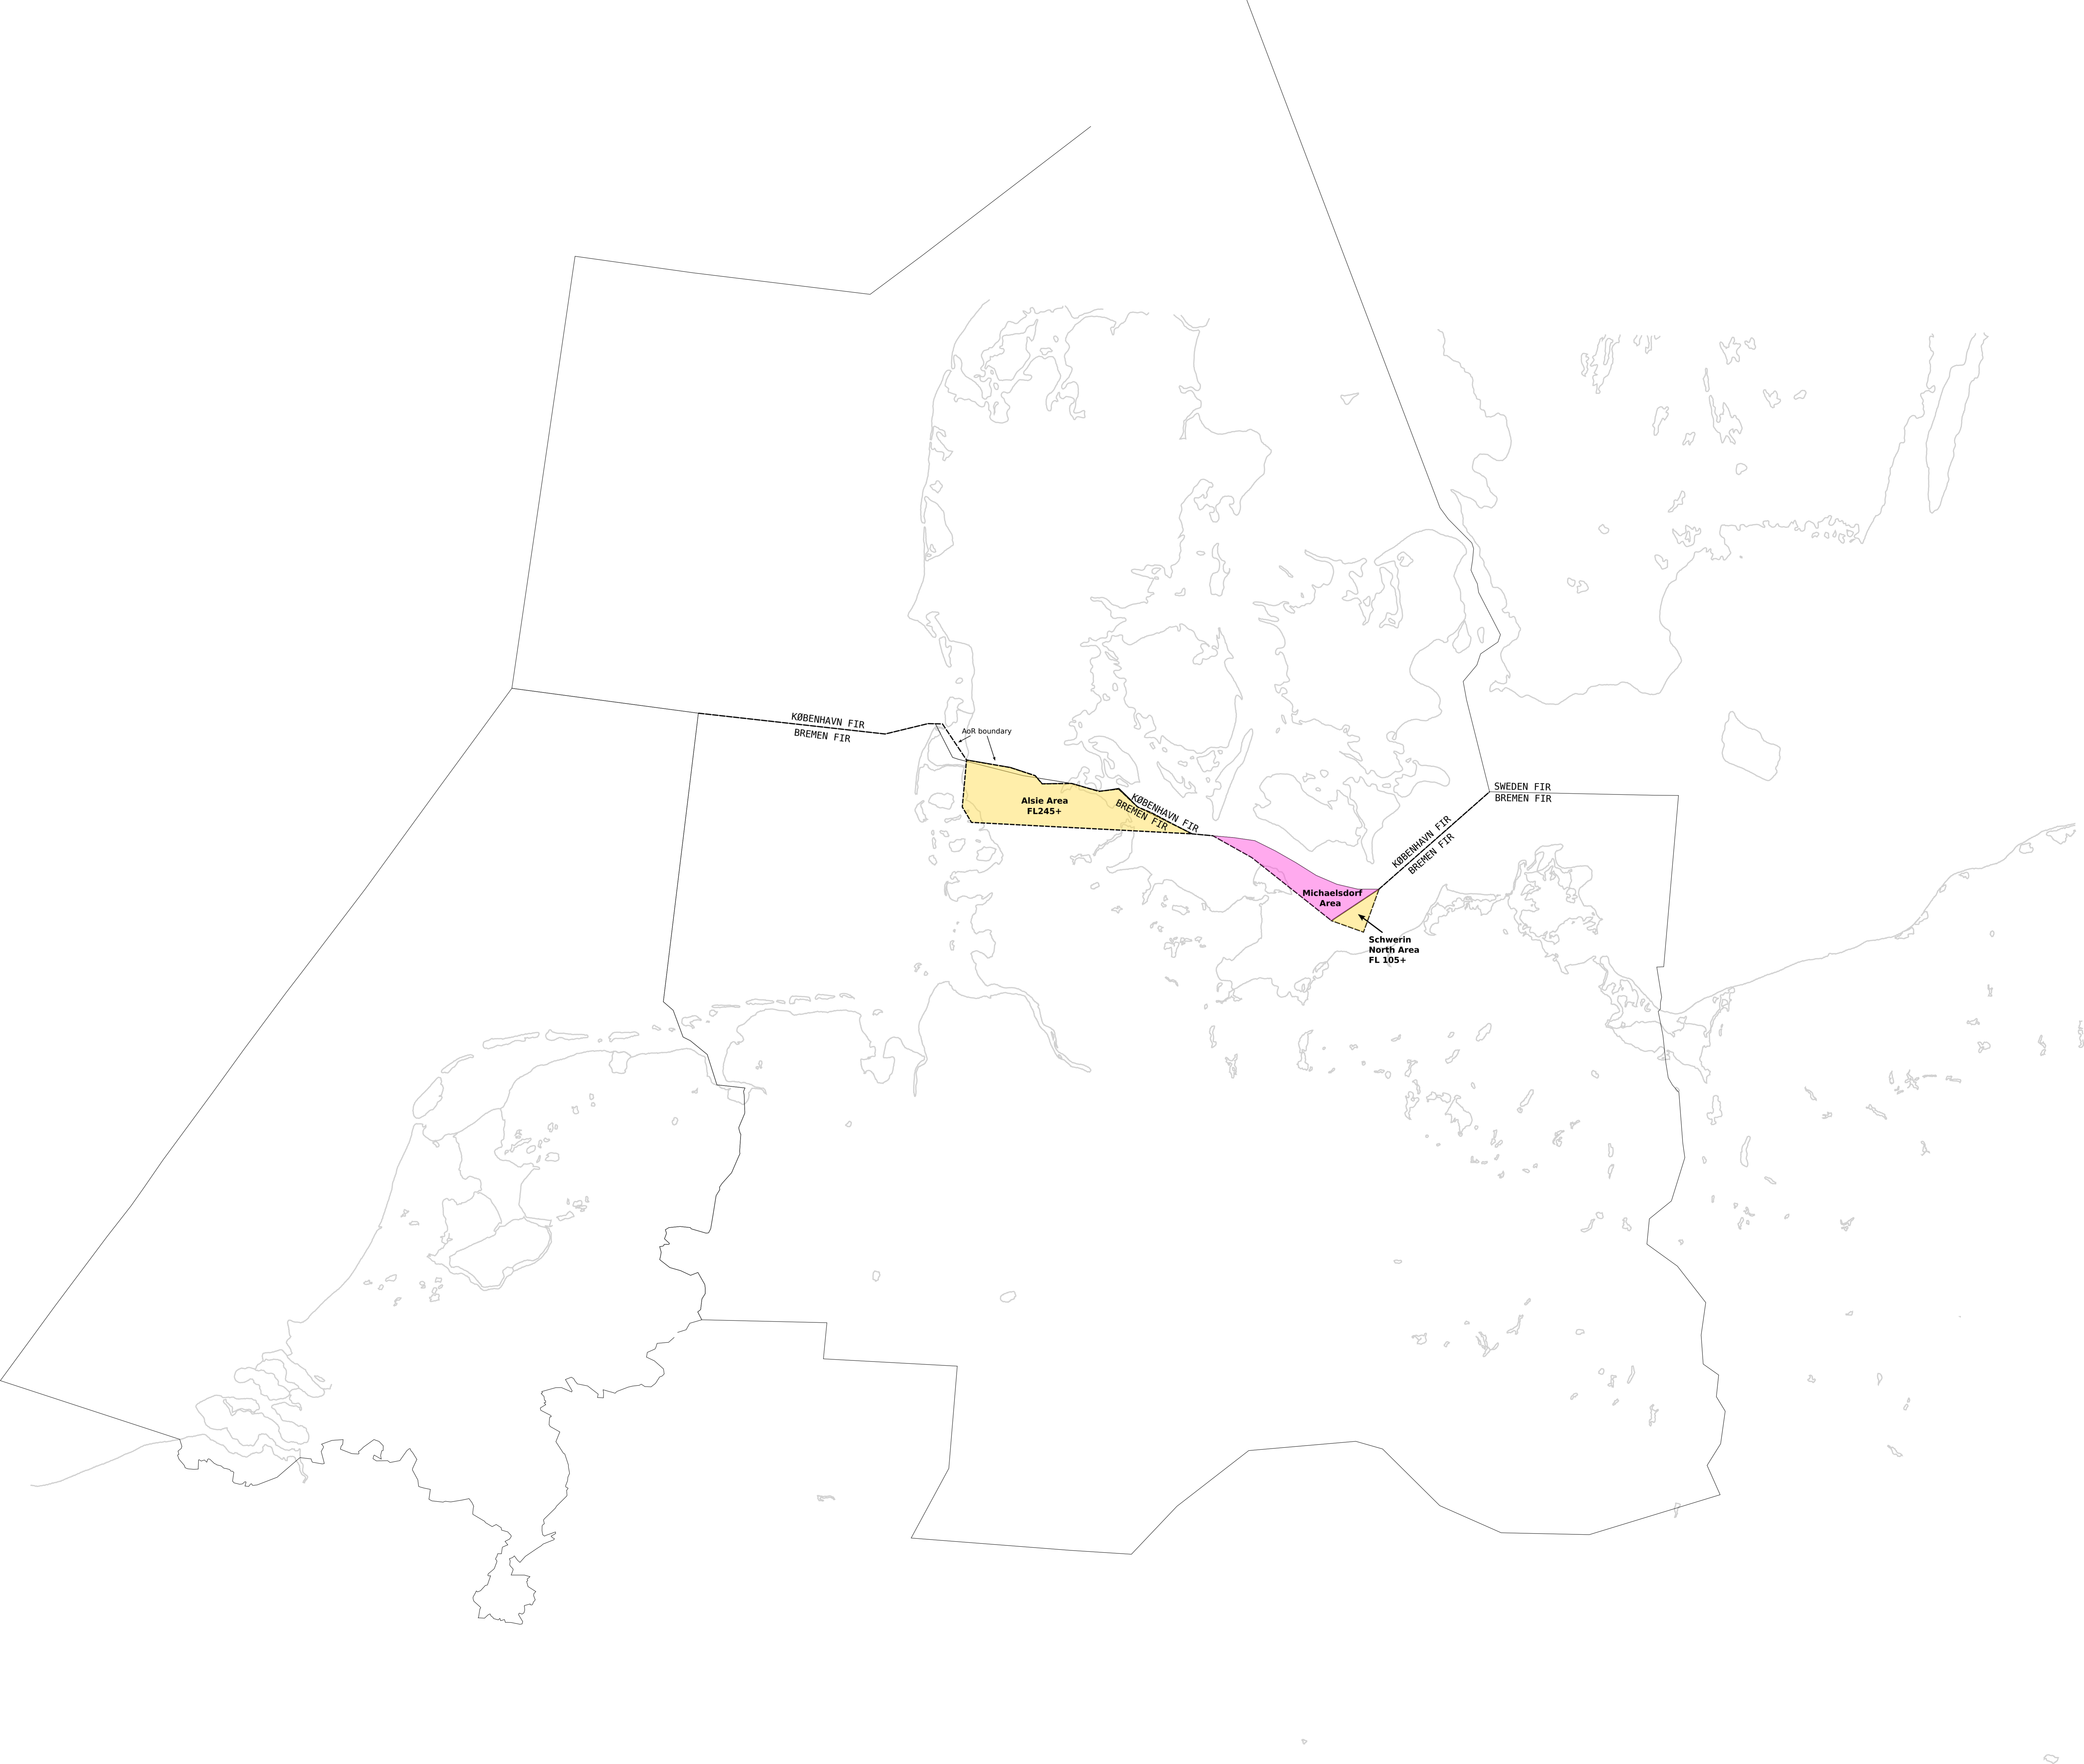 KØBENHAVN FIR
BREMEN FIR
AoR boundary
Alsie Area
FL245+
KØBENHAVN FIR
BREMEN FIR
SWEDEN FIR
BREMEN FIR
KØBENHAVN FIR
BREMEN FIR
Michaelsdorf
Area
Schwerin
North Area
FL 105+